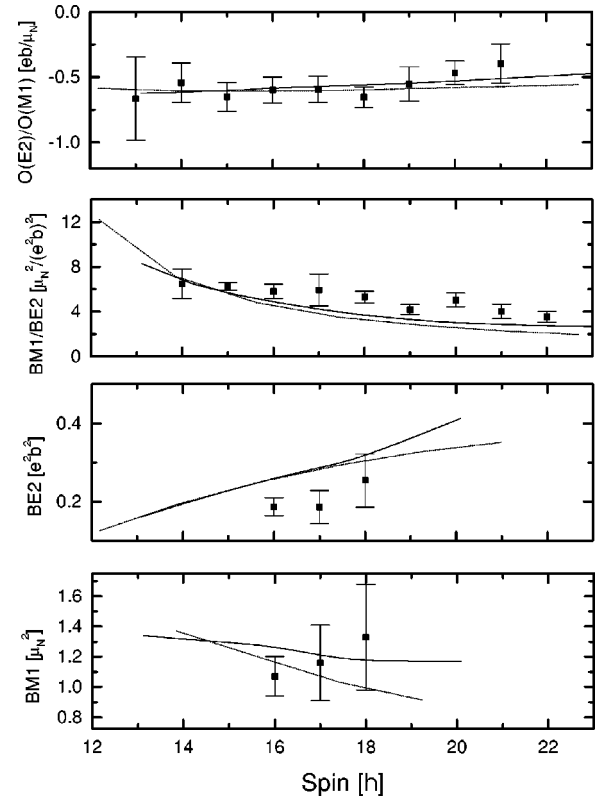 0.0
-0.5
-1.0
O(E2)/O(M1) [eb/μN]
12
8
4
0
BM1/BE2 [μN²/(e²b)²]
0.4
0.2
BE2 [e²b²]
1.6
1.4
1.2
1.0
0.8
BM1 [μN²]
12 14 16 18 20 22
Spin [h]